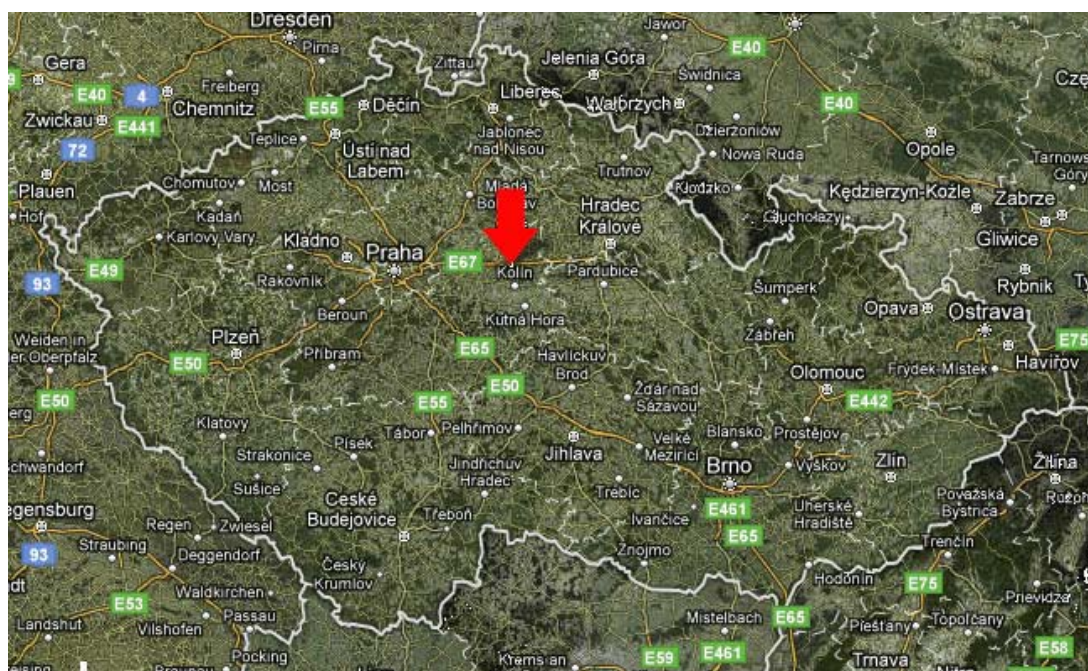 Dresden
Jawor
E40
Pirna
Gera
Zittau
Jelenia Góra
Freiberg
Świdnica
E40
4
Chemnitz
E55
Děčín
Liberec
Wałbrzych
E40
Zwickau
E441
Jablonec
nad Nisou
Dzierżoniów
72
Teplice
Ústí nad
Labem
Nowa Ruda
Opole
Tarnows
Góry
Plauen
Chomutov
Most
Trutnov
Kłodzko
Kędzierzyn-Koźle
Zabrze
Hof
Kadaň
Mladá
Hradec
Králové
Głuchołazy
Gliwice
Karlovy Vary
Kladno
Praha
E67
E49
Rakovník
Kolín
Pardubice
Šumperk
Rybnik
93
Beroun
Kutná Hora
Opava
Ostrava
Weiden in
der Oberpfalz
Plzeň
Příbram
E65
Zábřeh
E75
Havířov
E50
Havlíčkův
Brod
Olomouc
Frýdek-Místek
E50
E55
E50
Žďár nad
Sázavou
E442
Klatovy
Tábor
Pelhřimov
Blansko
Prostějov
Schwandorf
Strakonice
Písek
Jihlava
Velké
Meziříčí
Vyškov
Zlín
Žilina
Sušice
Jindřichův
Hradec
Brno
Třebíč
Považská
Bystrica
České
Budějovice
Třeboň
Ivančice
E461
Uherské
Hradiště
Regen
Zwiesel
E65
93
Straubing
Deggendorf
Znojmo
Trenčín
Český
Krumlov
Hodonín
E75
Waldkirchen
Prievidza
E53
Passau
Mistelbach
E65
Landshut
Vilshofen
Piešťany
Topoľčany
Pocking
E59
E461
Trnava
E58